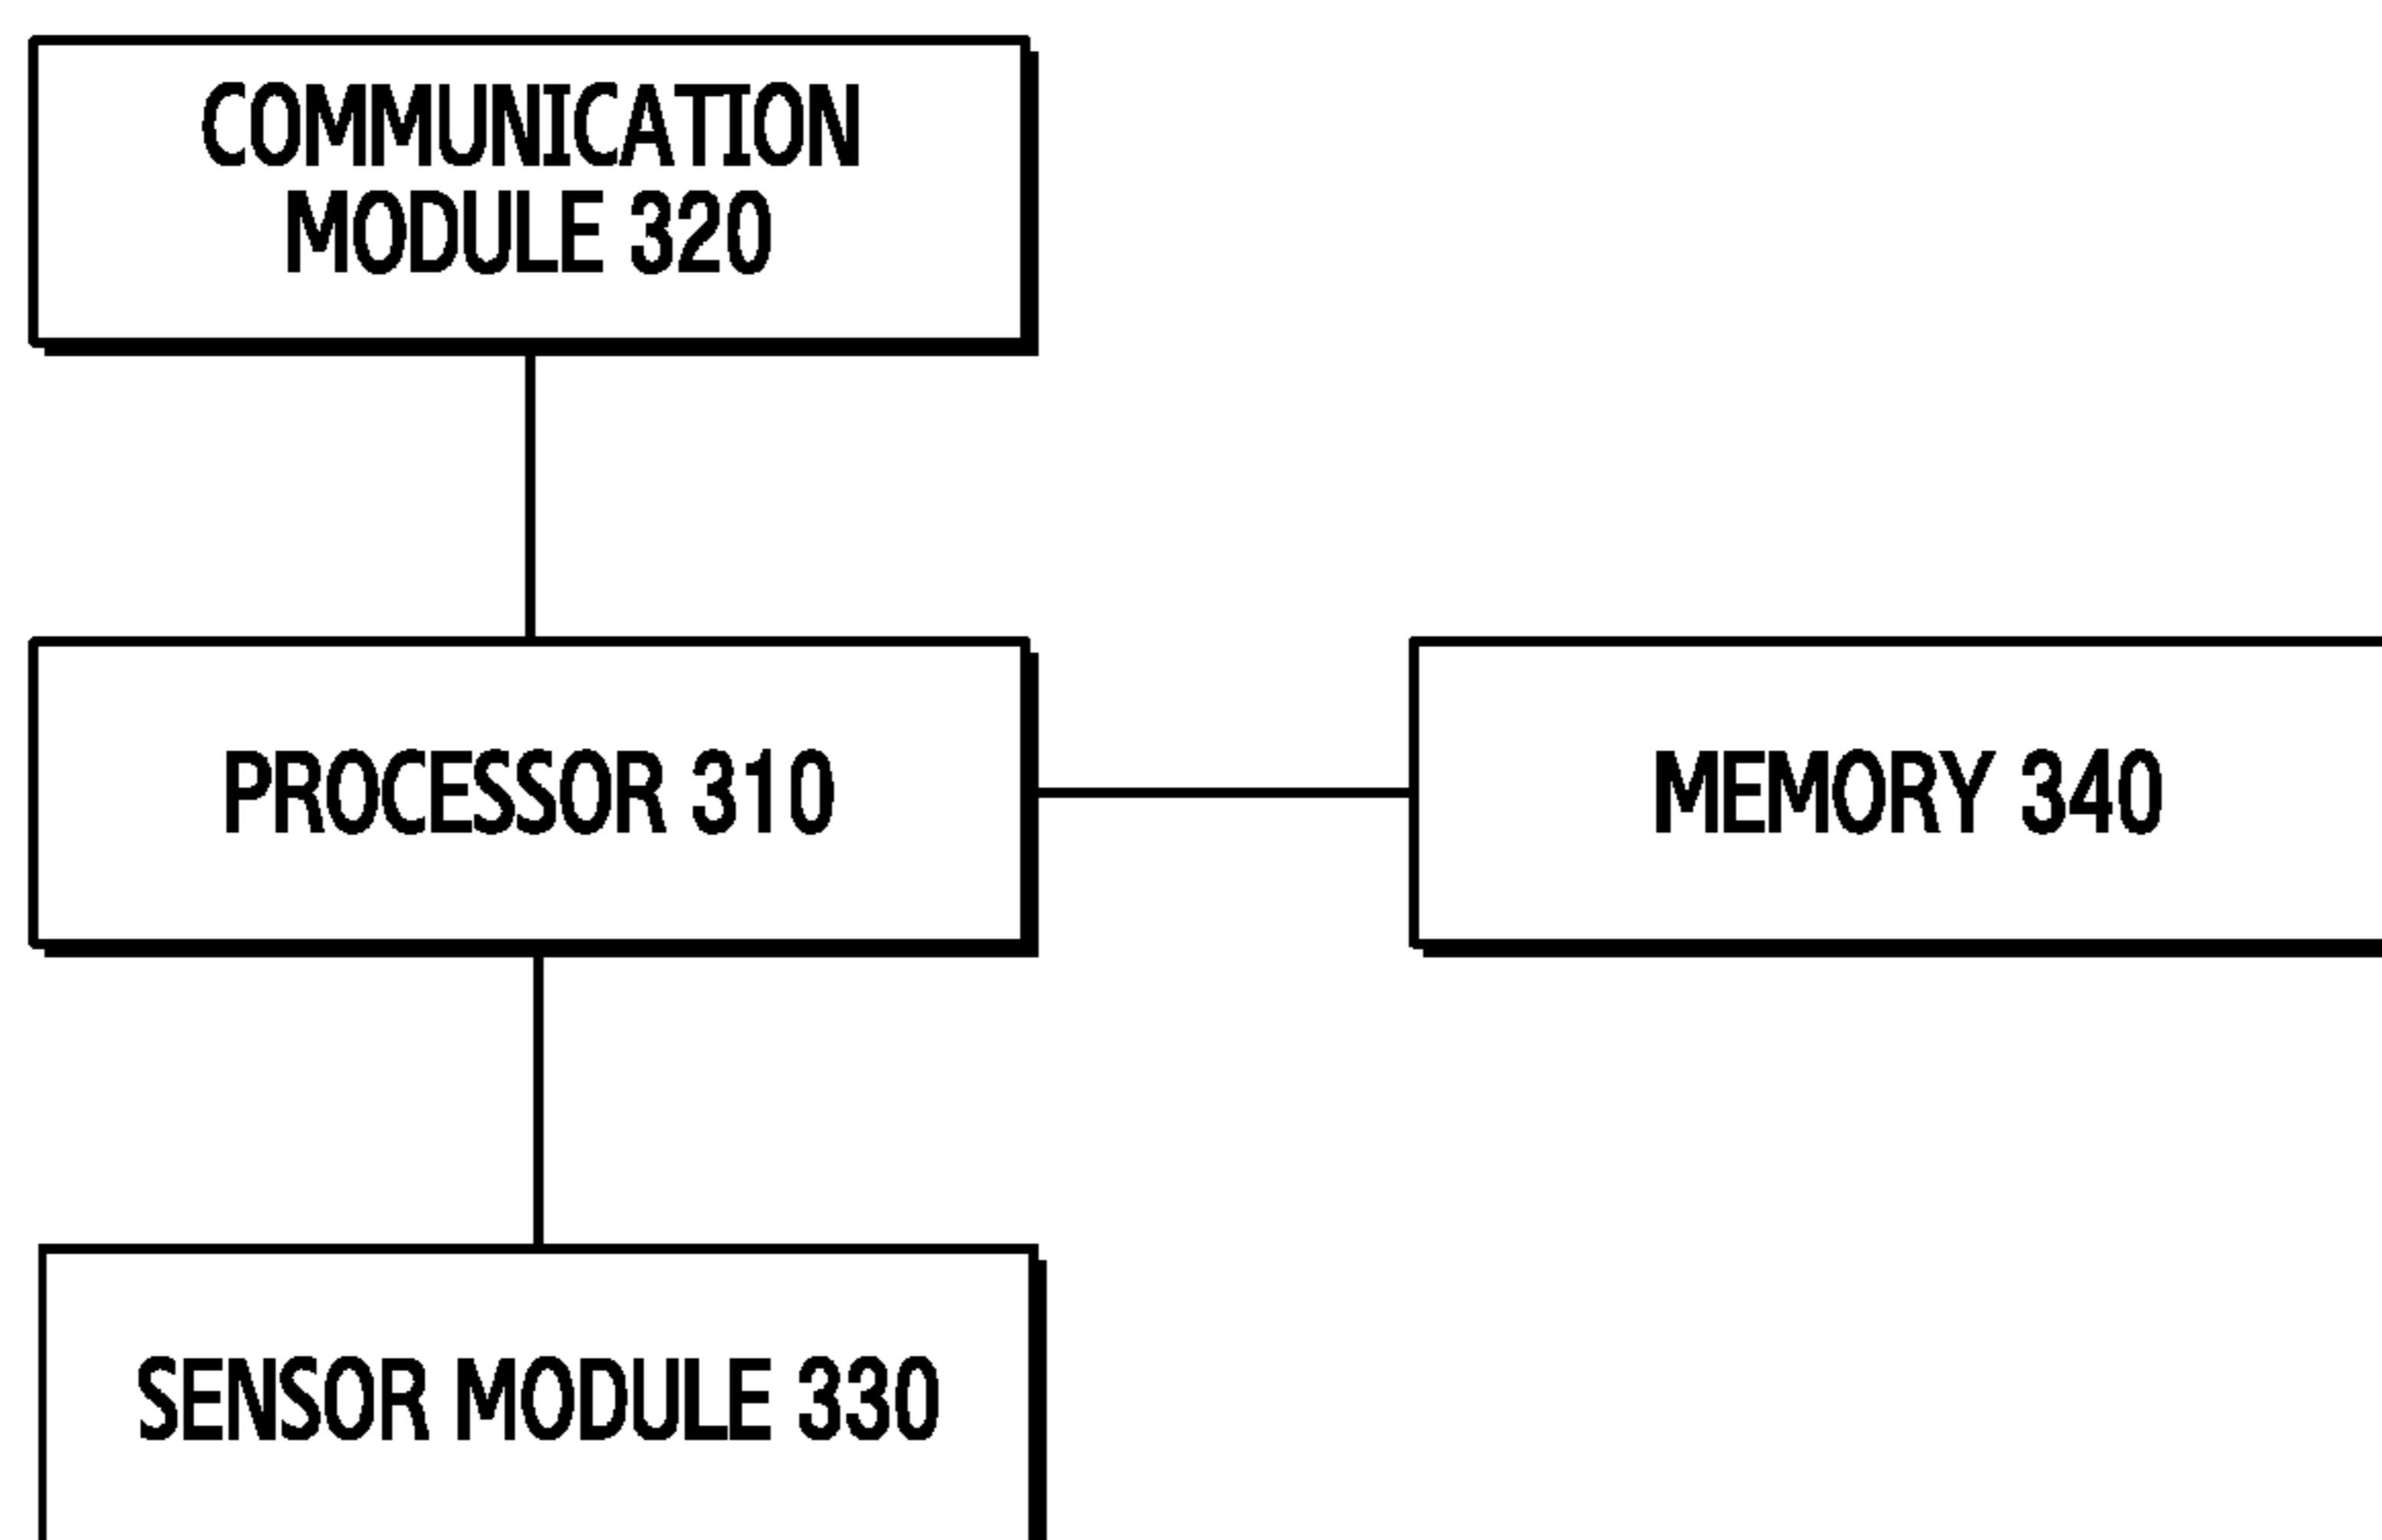 COMMUNICATION
MODULE 320
PROCESSOR 310
MEMORY 340
SENSOR MODULE 330